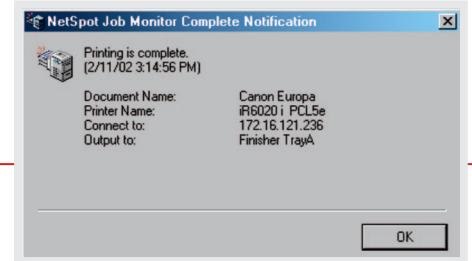 NetSpot Job Monitor Complete Notification
Printing is complete.
(2/11/02 3:14:56 PM)
Document Name: Canon Europa
Printer Name: iR6020 i PCL5e
Connect to: 172.16.121.236
Output to: Finisher TrayA
OK